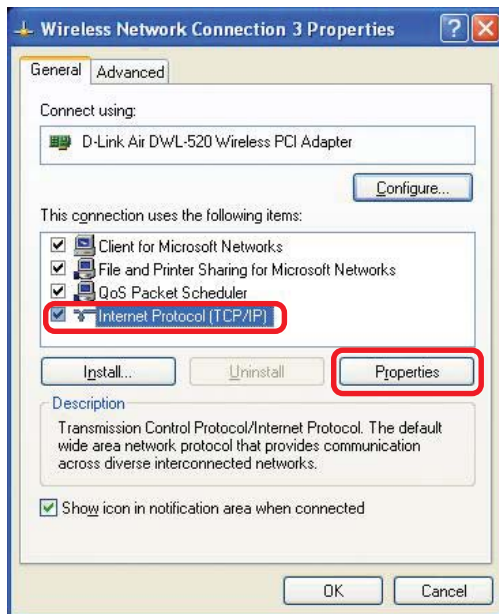 Wireless Network Connection 3 Properties
General
Advanced
Connect using:
D-Link Air DWL-520 Wireless PCI Adapter
Configure...
This connection uses the following items:
Client for Microsoft Networks
File and Printer Sharing for Microsoft Networks
QoS Packet Scheduler
Internet Protocol (TCP/IP)
Install...
Uninstall
Properties
Description
Transmission Control Protocol/Internet Protocol. The default
wide area network protocol that provides communication
across diverse interconnected networks.
Show icon in notification area when connected
OK
Cancel